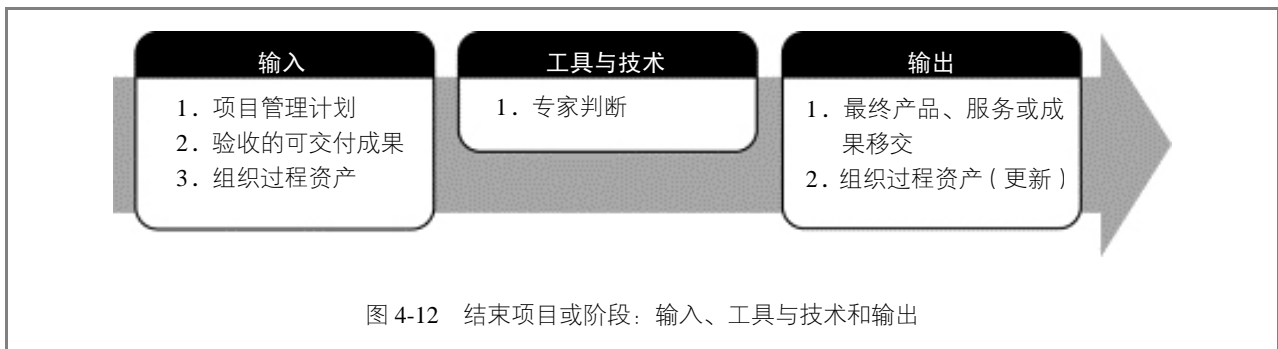 输入
1. 项目管理计划
2. 验收的可交付成果
3. 组织过程资产
工具与技术
1. 专家判断
输出
1. 最终产品、服务或成
果移交
2. 组织过程资产(更新)
图 4-12 结束项目或阶段:输入、工具与技术和输出